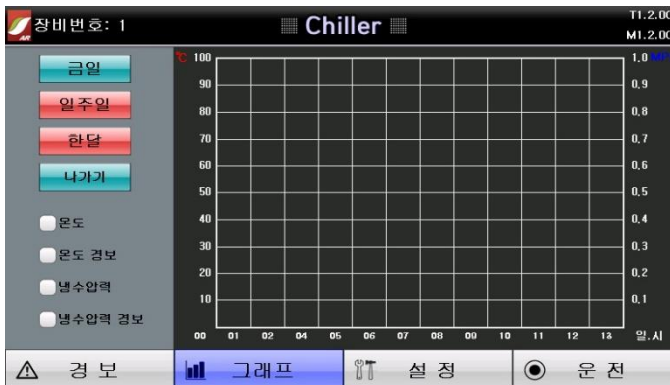 장비번호: 1
Chiller
T1.2.00
M1.2.00
AR
금일
일주일
한달
나가기
온도
온도 경보
냉수압력
냉수압력 경보
℃ 100 90 80 70 60 50 40 30 20 10
1.0 0.9 0.8 0.7 0.6 0.5 0.4 0.3 0.2 0.1
00 01 02 04 05 06 07 08 09 10 11 12 13 일.시
경 보
그래프
설 정
운 전